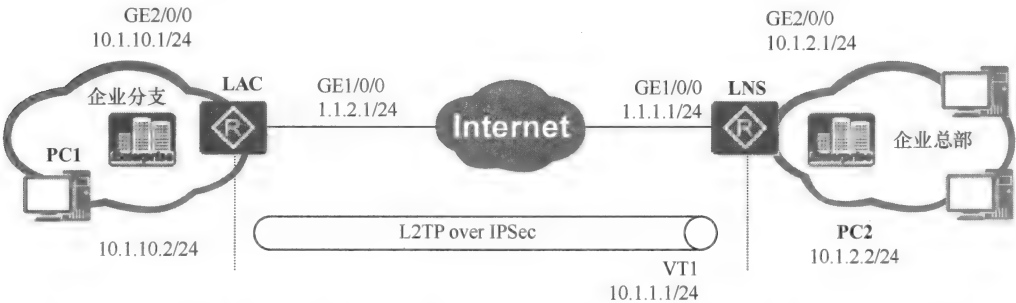 GE2/0/0
10.1.10.1/24
GE2/0/0
10.1.2.1/24
LAC
GE1/0/0
1.1.2.1/24
GE1/0/0
1.1.1.1/24
LNS
企业分支
Enterprise
R
Internet
R
Enterprise
企业总部
PC1
10.1.10.2/24
L2TP over IPSec
PC2
10.1.2.2/24
VT1
10.1.1.1/24